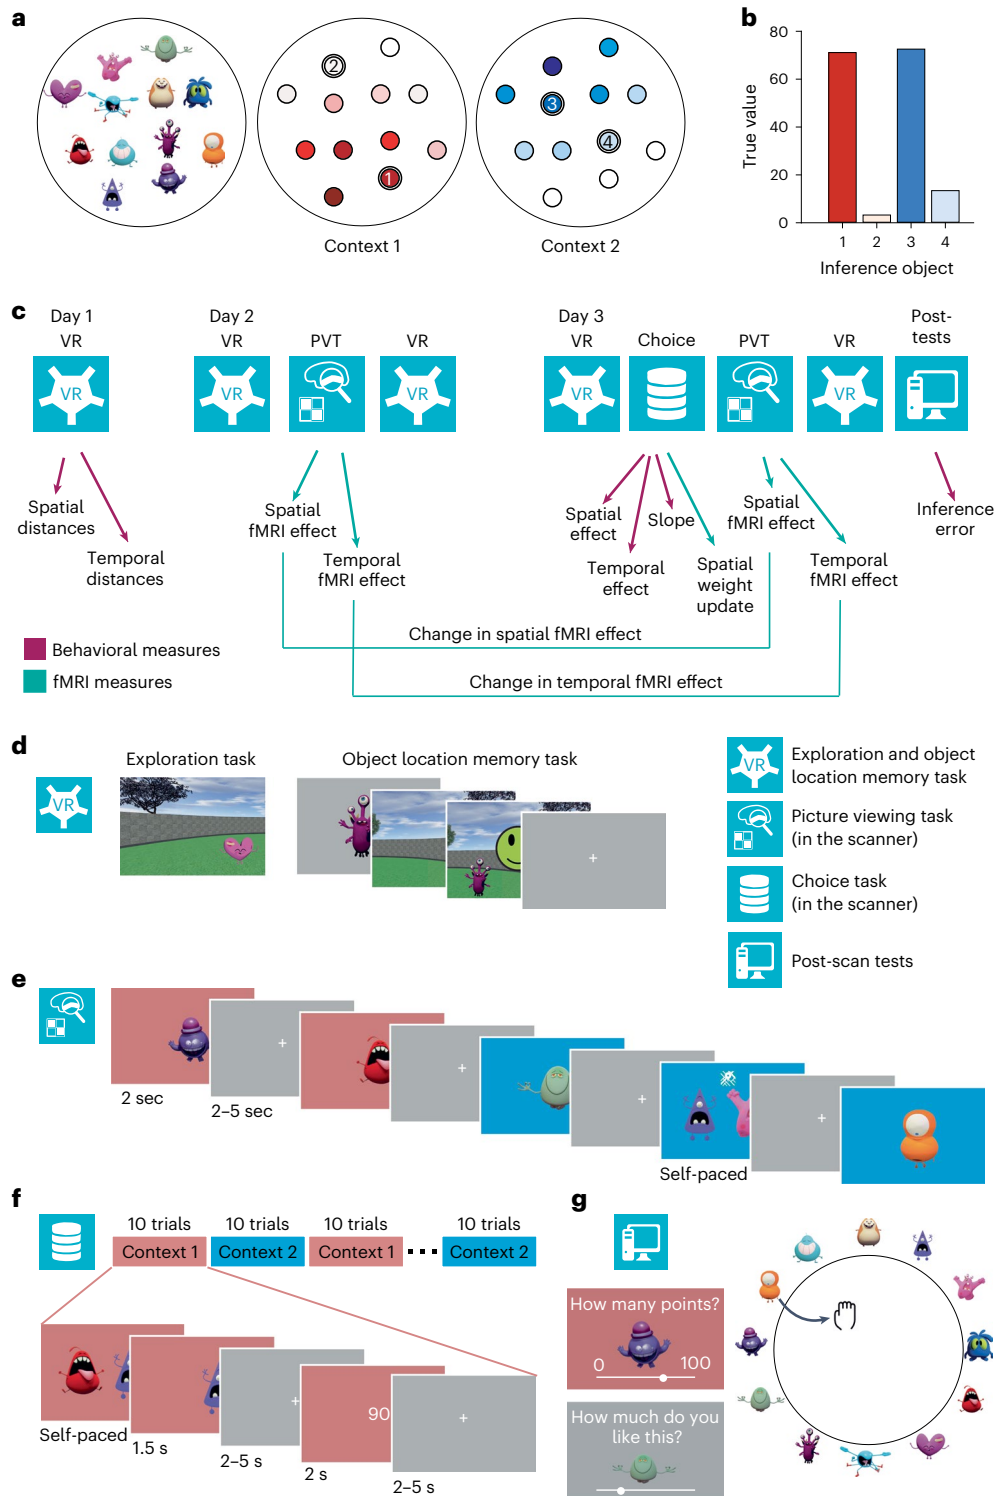 a
2
1
Context 1
3
4
Context 2
b
80
60
40
20
0
True value
1 2 3 4
Inference object
c
Day 1
VR
Day 2
VR
PVT
VR
Day 3
VR
Choice
PVT
VR
Post-
tests
VR
VR
VR
VR
VR
Spatial
distances
Temporal
distances
Spatial
fMRI effect
Temporal
fMRI effect
Spatial
effect
Temporal
effect
Slope
Spatial
weight
update
Spatial
fMRI effect
Temporal
fMRI effect
Inference
error
Change in spatial fMRI effect
Change in temporal fMRI effect
Behavioral measures
fMRI measures
d
VR
Exploration task
Object location memory task
VR
Exploration and object
location memory task
Picture viewing task
(in the scanner)
Choice task
(in the scanner)
Post-scan tests
e
2 sec
2–5 sec
Self-paced
f
10 trials
10 trials
10 trials
10 trials
Context 1
Context 2
Context 1
Context 2
90
Self-paced
1.5 s
2–5 s
2 s
2–5 s
g
How many points?
0 100
How much do you
like this?